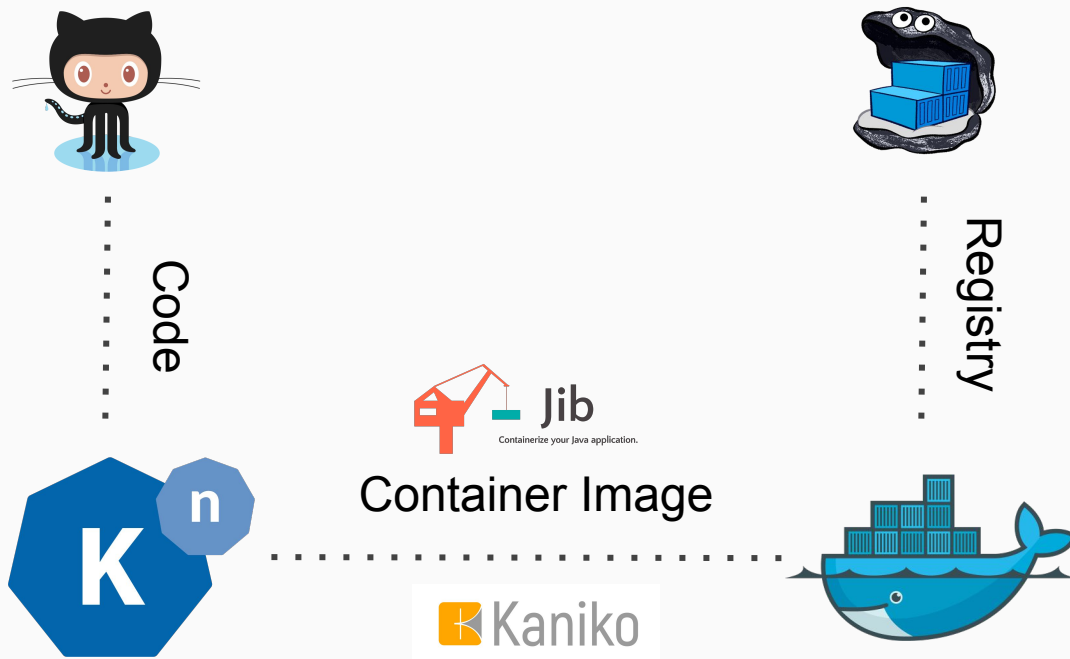 Code
Registry
Jib
Containerize your Java application.
Container Image
K
n
Kaniko